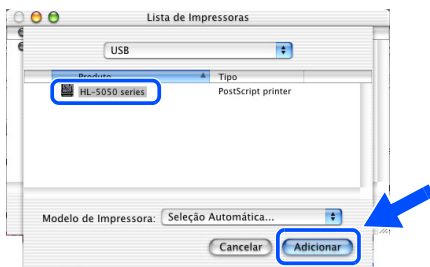 Lista de Impressoras
USB
Produto Tipo
HL-5050 series PostScript printer
Modelo de Impressora: Seleção Automática...
Cancelar Adicionar